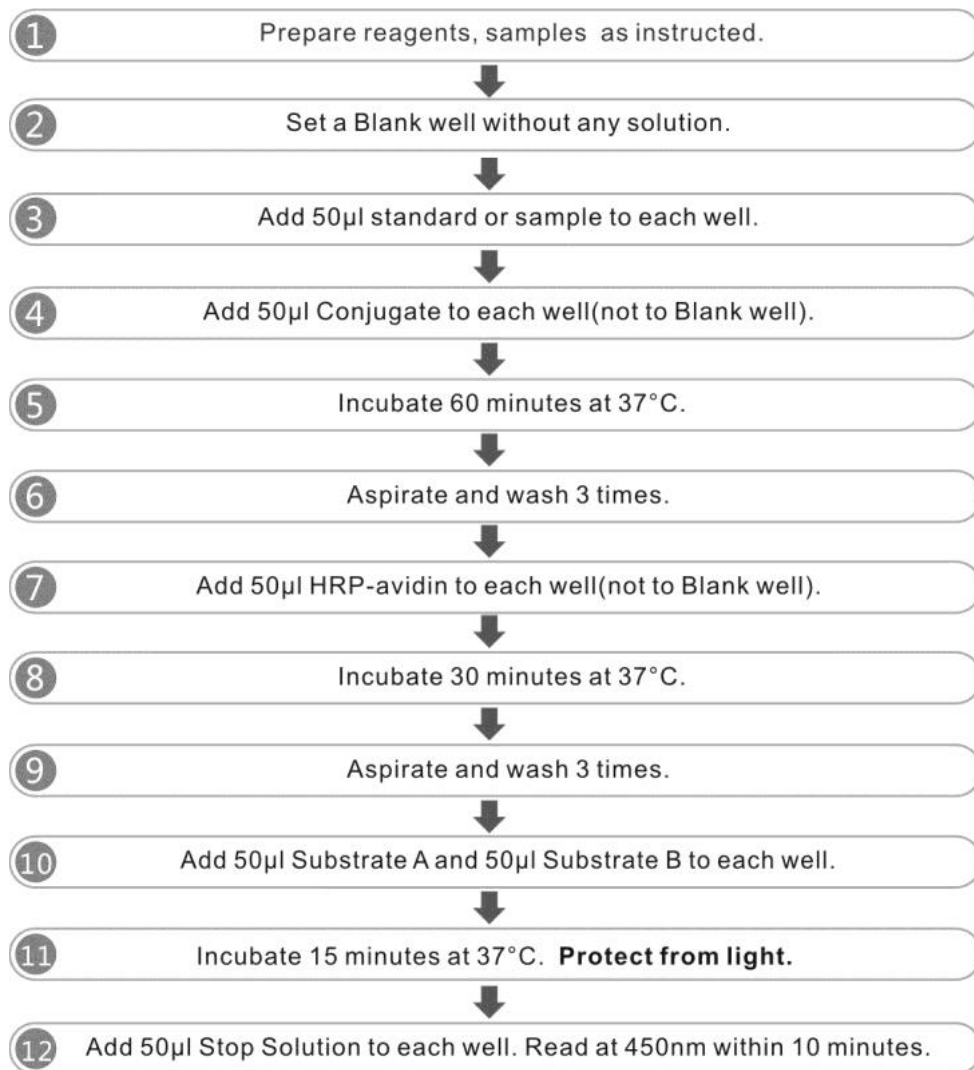 1 Prepare reagents, samples as instructed.
2 Set a Blank well without any solution.
3 Add 50µl standard or sample to each well.
4 Add 50µl Conjugate to each well(not to Blank well).
5 Incubate 60 minutes at 37°C.
6 Aspirate and wash 3 times.
7 Add 50µl HRP-avidin to each well(not to Blank well).
8 Incubate 30 minutes at 37°C.
9 Aspirate and wash 3 times.
10 Add 50µl Substrate A and 50µl Substrate B to each well.
11 Incubate 15 minutes at 37°C. Protect from light.
12 Add 50µl Stop Solution to each well. Read at 450nm within 10 minutes.